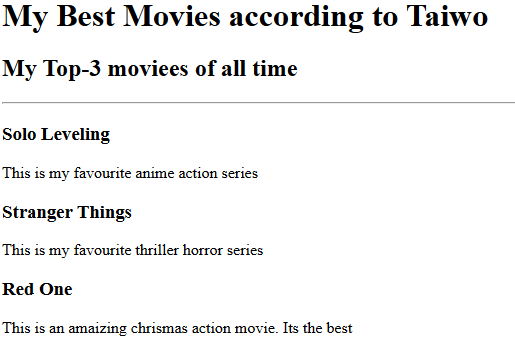 My Best Movies according to Taiwo
My Top-3 moviees of all time
Solo Leveling
This is my favourite anime action series
Stranger Things
This is my favourite thriller horror series
Red One
This is an amaizing chrismas action movie. Its the best